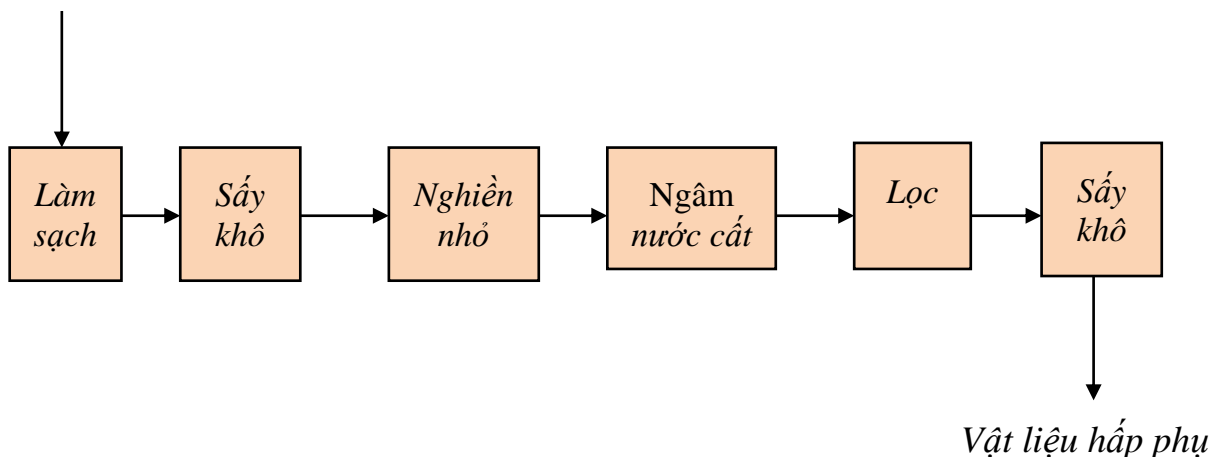 Làm
sạch
Sấy
khô
Nghiền
nhỏ
Ngâm
nước cất
Lọc
Sấy
khô
Vật liệu hấp phụ